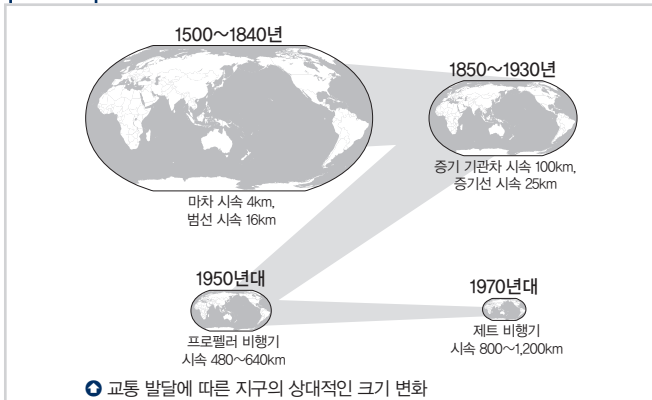 1500～1840년
마차 시속 4km,
범선 시속 16km
1850～1930년
증기 기관차 시속 100km,
증기선 시속 25km
1950년대
프로펠러 비행기
시속 480～640km
1970년대
제트 비행기
시속 800～1,200km
교통 발달에 따른 지구의 상대적인 크기 변화